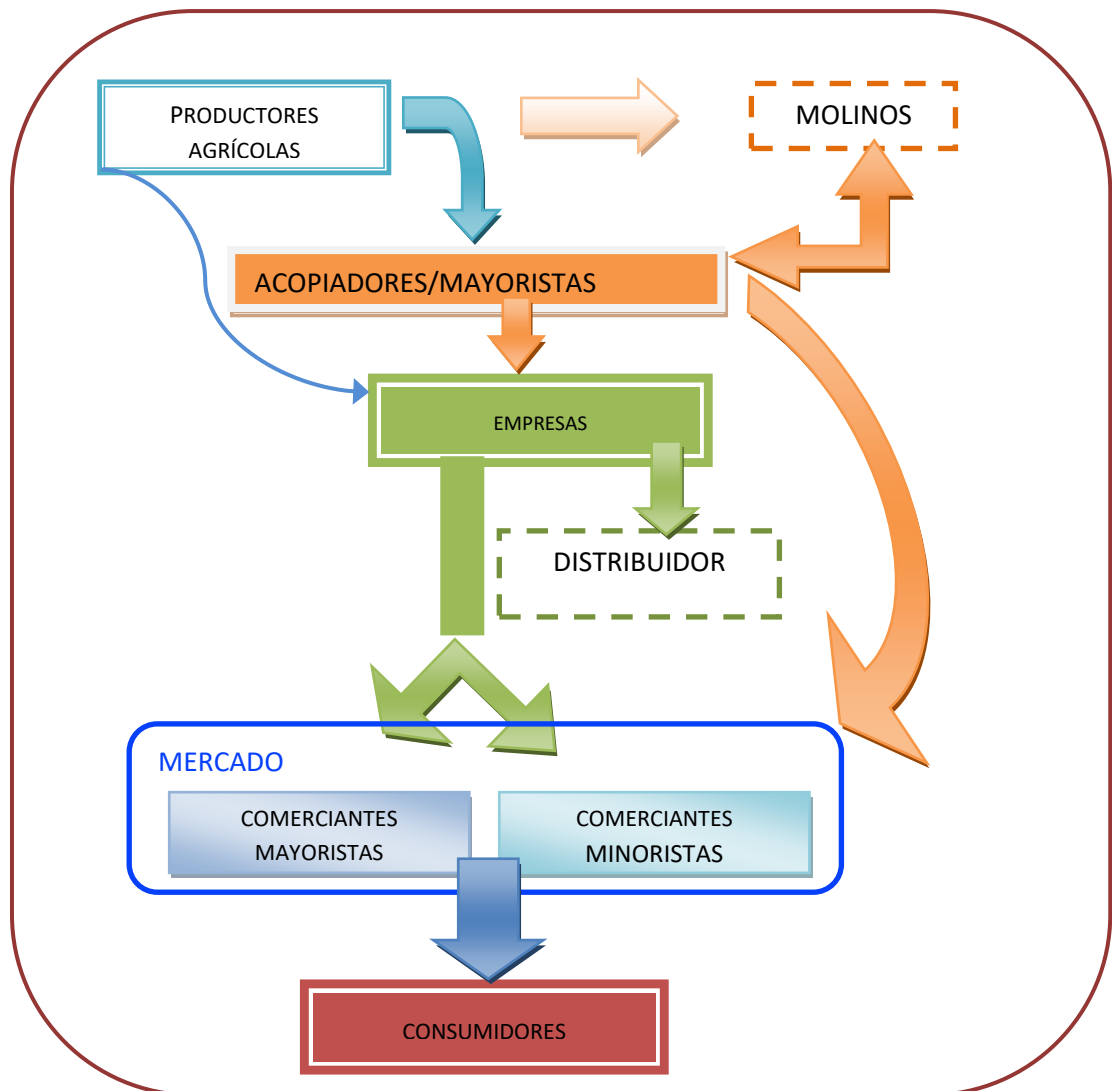 PRODUCTORES
AGRÍCOLAS
MOLINOS
ACOPIADORES/MAYORISTAS
EMPRESAS
DISTRIBUIDOR
MERCADO
COMERCIANTES
MAYORISTAS
COMERCIANTES
MINORISTAS
CONSUMIDORES